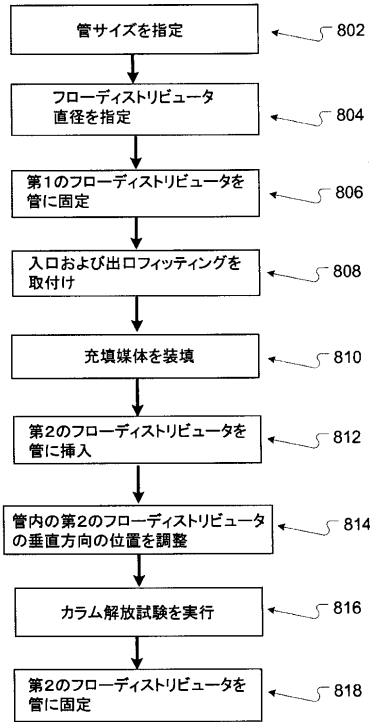 管サイズを指定
802
フローディストリビュータ
直径を指定
804
第1のフローディストリビュータを
管に固定
806
入口および出口フィッティングを
取付け
808
充填媒体を装填
810
第2のフローディストリビュータを
管に挿入
812
管内の第2のフローディストリビュータ
の垂直方向の位置を調整
814
カラム解放試験を実行
816
第2のフローディストリビュータを
管に固定
818